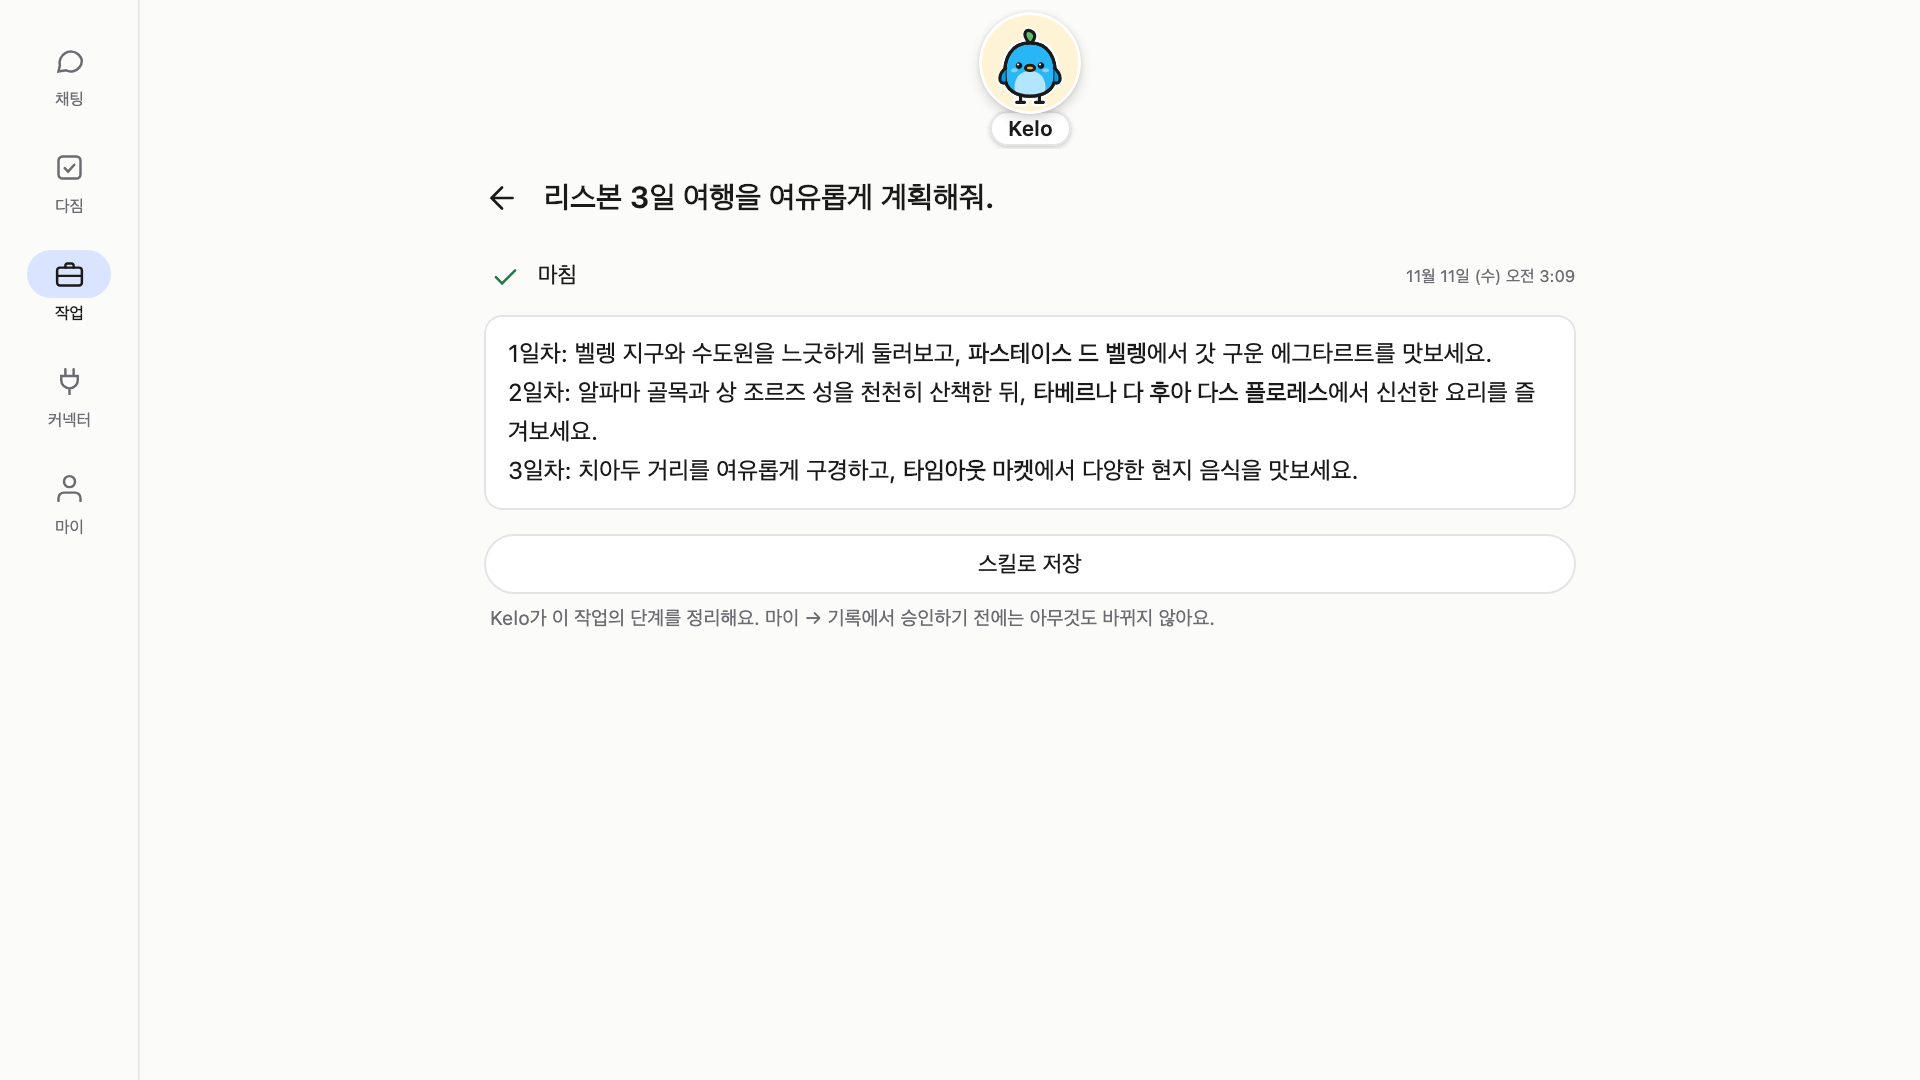 채팅
다짐
작업
커넥터
마이
Kelo
리스본 3일 여행을 여유롭게 계획해줘.
마침
11월 11일 (수) 오전 3:09
1일차: 벨렝 지구와 수도원을 느긋하게 둘러보고, 파스테이스 드 벨렝에서 갓 구운 에그타르트를 맛보세요.
2일차: 알파마 골목과 상 조르즈 성을 천천히 산책한 뒤, 타베르나 다 후아 다스 플로레스에서 신선한 요리를 즐
겨보세요.
3일차: 치아두 거리를 여유롭게 구경하고, 타임아웃 마켓에서 다양한 현지 음식을 맛보세요.
스킬로 저장
Kelo가 이 작업의 단계를 정리해요. 마이 → 기록에서 승인하기 전에는 아무것도 바뀌지 않아요.